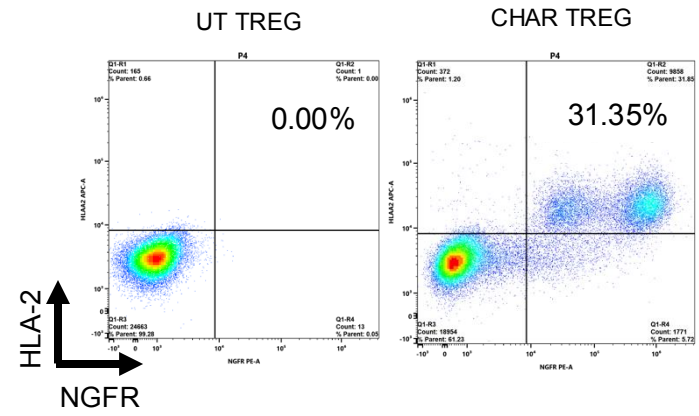 UT TREG
CHAR TREG
P4
Q1-R1
Count: 165
% Parent: 0.66
Q1-R2
Count: 1
% Parent: 0.00
0.00%
HLAA2 APC-A
Q1-R3
Count: 24663
% Parent: 99.28
Q1-R4
Count: 13
% Parent: 0.05
NGFR PE-A
P4
Q1-R1
Count: 372
% Parent: 1.20
Q1-R2
Count: 9858
% Parent: 31.85
31.35%
HLAA2 APC-A
Q1-R3
Count: 18954
% Parent: 61.23
Q1-R4
Count: 1771
% Parent: 5.72
NGFR PE-A
HLA-2
NGFR